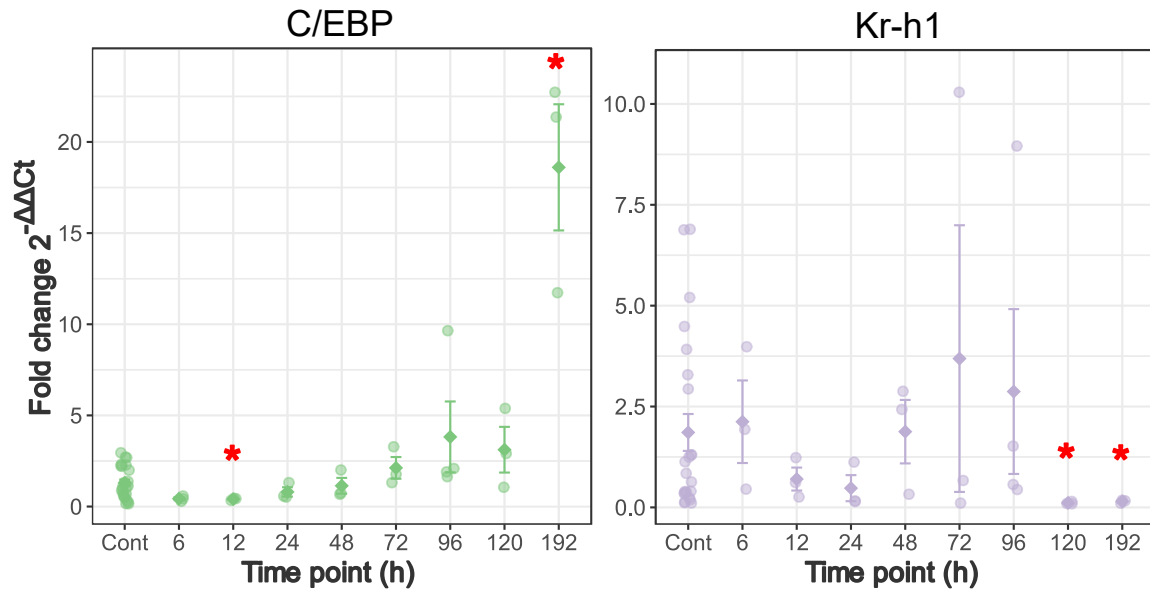 C/EBP
Kr-h1
Fold change 2^-ΔΔCt
20
15
10
5
0
*
*
Cont 6 12 24 48 72 96 120 192
Time point (h)
10.0
7.5
5.0
2.5
0.0
* *
Cont 6 12 24 48 72 96 120 192
Time point (h)